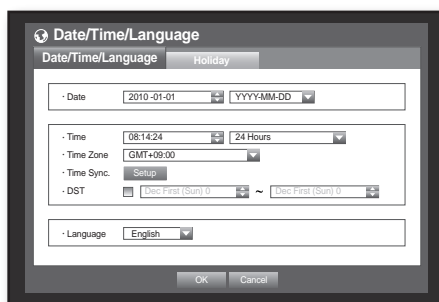 Date/Time/Language
Date/Time/Language Holiday
· Date 2010 -01-01 YYYY-MM-DD
· Time 08:14:24 24 Hours
· Time Zone GMT+09:00
· Time Sync. Setup
· DST Dec First (Sun) 0 ~ Dec First (Sun) 0
· Language English
OK Cancel